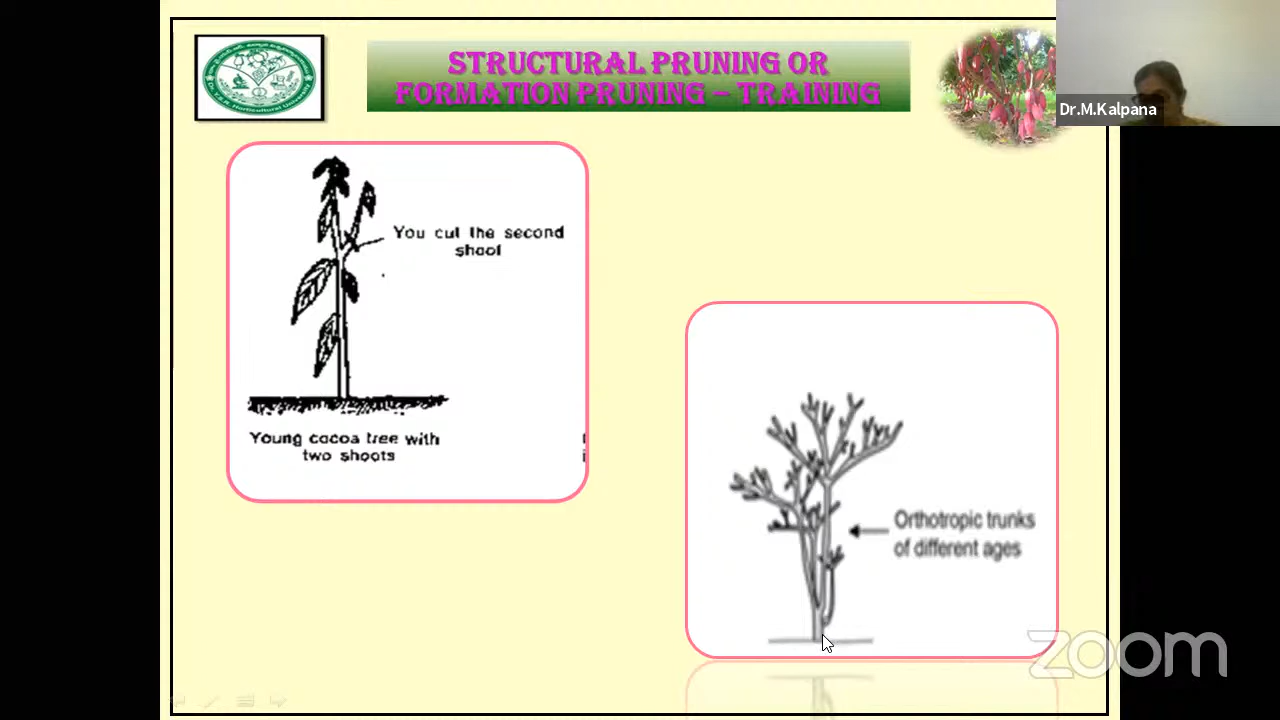 STRUCTURAL PRUNING OR
FORMATION PRUNING – TRAINING
Dr.M.Kalpana
You cut the second
shoot
Young cocoa tree with
two shoots
Orthotropic trunks
of different ages
zoom